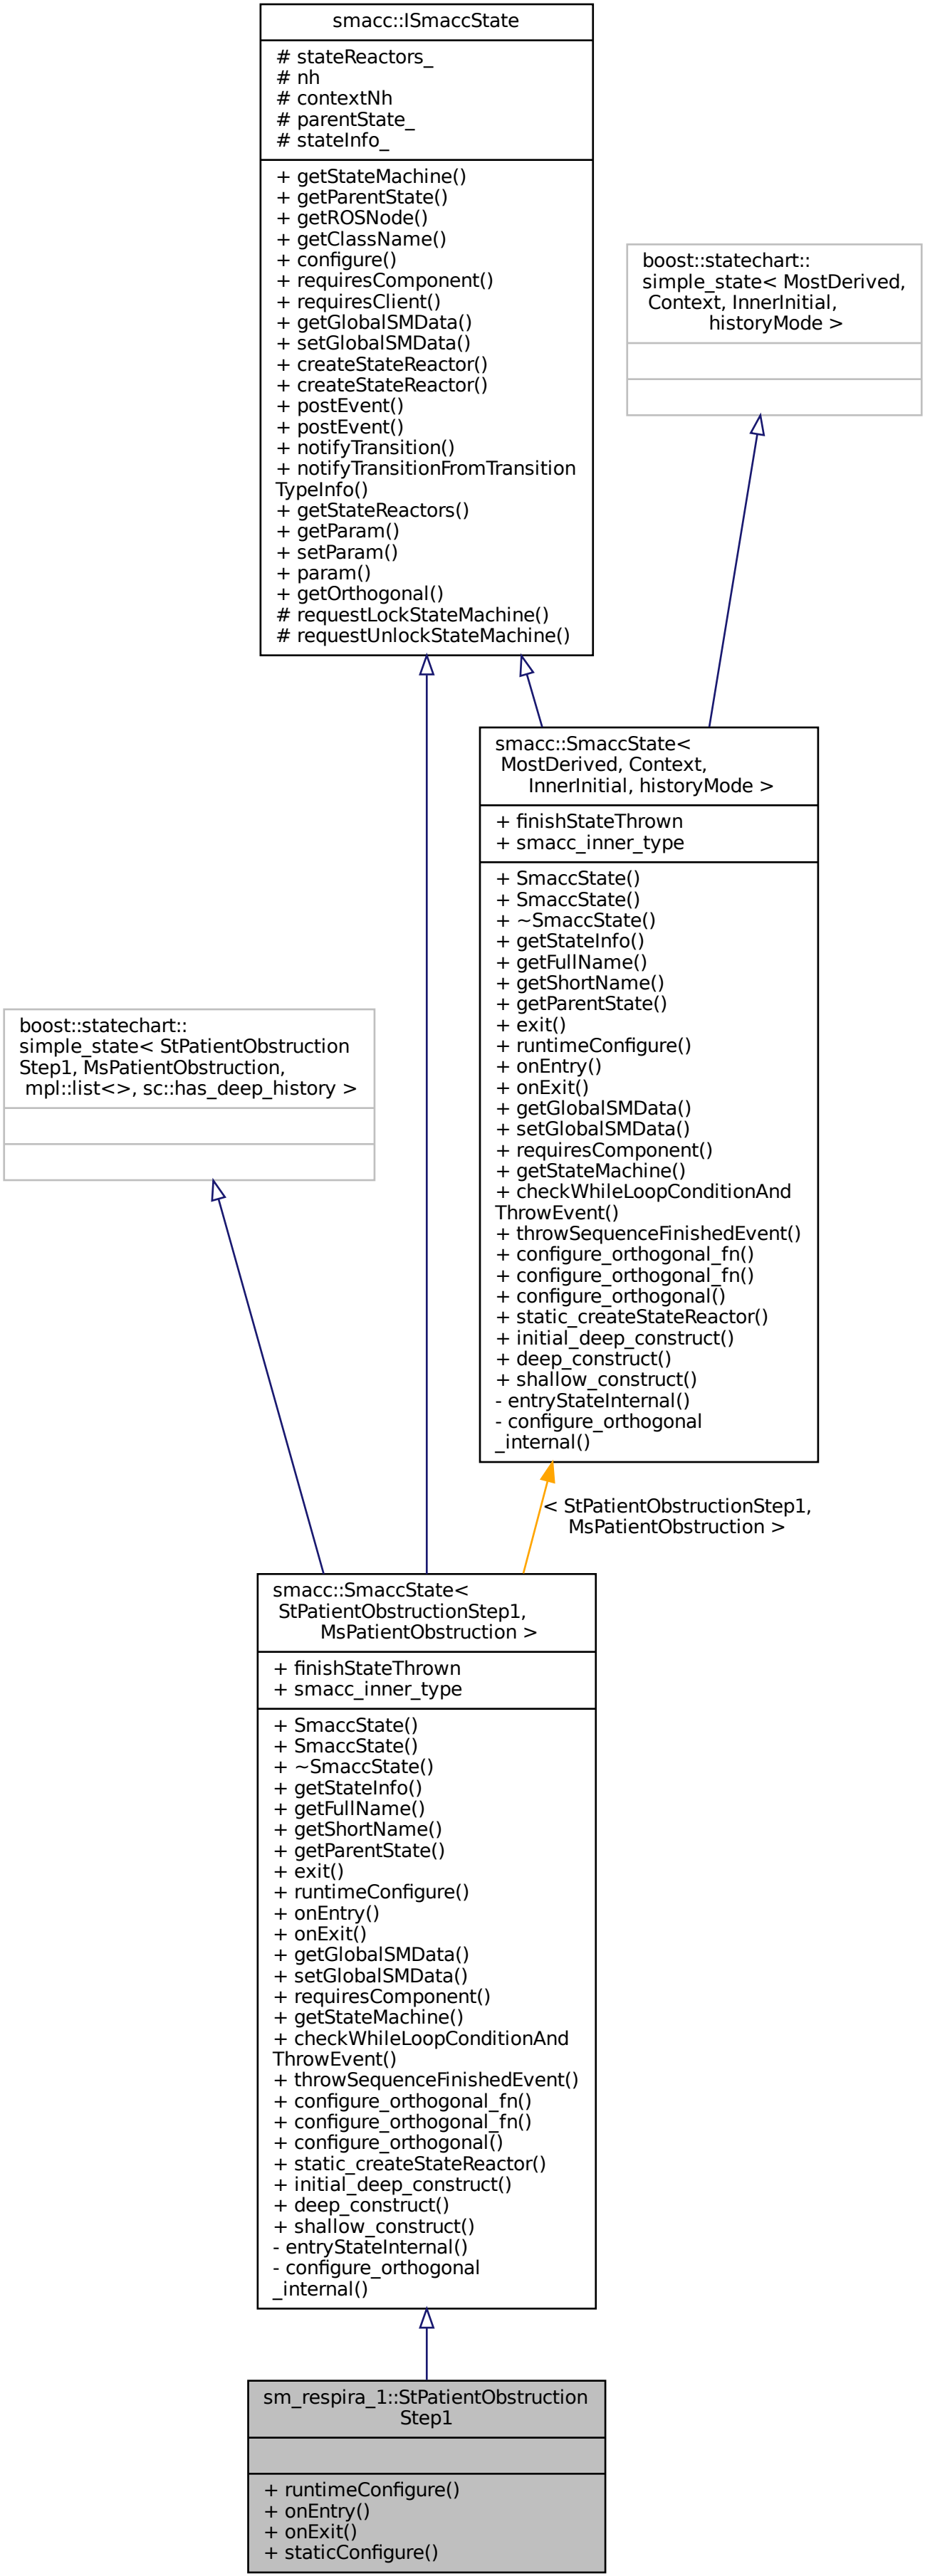 smacc::ISmaccState
# stateReactors_
# nh
# contextNh
# parentState_
# stateInfo_
+ getStateMachine()
+ getParentState()
+ getROSNode()
+ getClassName()
+ configure()
+ requiresComponent()
+ requiresClient()
+ getGlobalSMData()
+ setGlobalSMData()
+ createStateReactor()
+ createStateReactor()
+ postEvent()
+ postEvent()
+ notifyTransition()
+ notifyTransitionFromTransition
TypeInfo()
+ getStateReactors()
+ getParam()
+ setParam()
+ param()
+ getOrthogonal()
# requestLockStateMachine()
# requestUnlockStateMachine()
boost::statechart::
simple_state< MostDerived,
Context, InnerInitial,
historyMode >
smacc::SmaccState<
MostDerived, Context,
InnerInitial, historyMode >
+ finishStateThrown
+ smacc_inner_type
+ SmaccState()
+ SmaccState()
+ ~SmaccState()
+ getStateInfo()
+ getFullName()
+ getShortName()
+ getParentState()
+ exit()
+ runtimeConfigure()
+ onEntry()
+ onExit()
+ getGlobalSMData()
+ setGlobalSMData()
+ requiresComponent()
+ getStateMachine()
+ checkWhileLoopConditionAnd
ThrowEvent()
+ throwSequenceFinishedEvent()
+ configure_orthogonal_fn()
+ configure_orthogonal_fn()
+ configure_orthogonal()
+ static_createStateReactor()
+ initial_deep_construct()
+ deep_construct()
+ shallow_construct()
- entryStateInternal()
- configure_orthogonal
_internal()
boost::statechart::
simple_state< StPatientObstruction
Step1, MsPatientObstruction,
mpl::list<>, sc::has_deep_history >
< StPatientObstructionStep1,
MsPatientObstruction >
smacc::SmaccState<
StPatientObstructionStep1,
MsPatientObstruction >
+ finishStateThrown
+ smacc_inner_type
+ SmaccState()
+ SmaccState()
+ ~SmaccState()
+ getStateInfo()
+ getFullName()
+ getShortName()
+ getParentState()
+ exit()
+ runtimeConfigure()
+ onEntry()
+ onExit()
+ getGlobalSMData()
+ setGlobalSMData()
+ requiresComponent()
+ getStateMachine()
+ checkWhileLoopConditionAnd
ThrowEvent()
+ throwSequenceFinishedEvent()
+ configure_orthogonal_fn()
+ configure_orthogonal_fn()
+ configure_orthogonal()
+ static_createStateReactor()
+ initial_deep_construct()
+ deep_construct()
+ shallow_construct()
- entryStateInternal()
- configure_orthogonal
_internal()
sm_respira_1::StPatientObstruction
Step1
+ runtimeConfigure()
+ onEntry()
+ onExit()
+ staticConfigure()